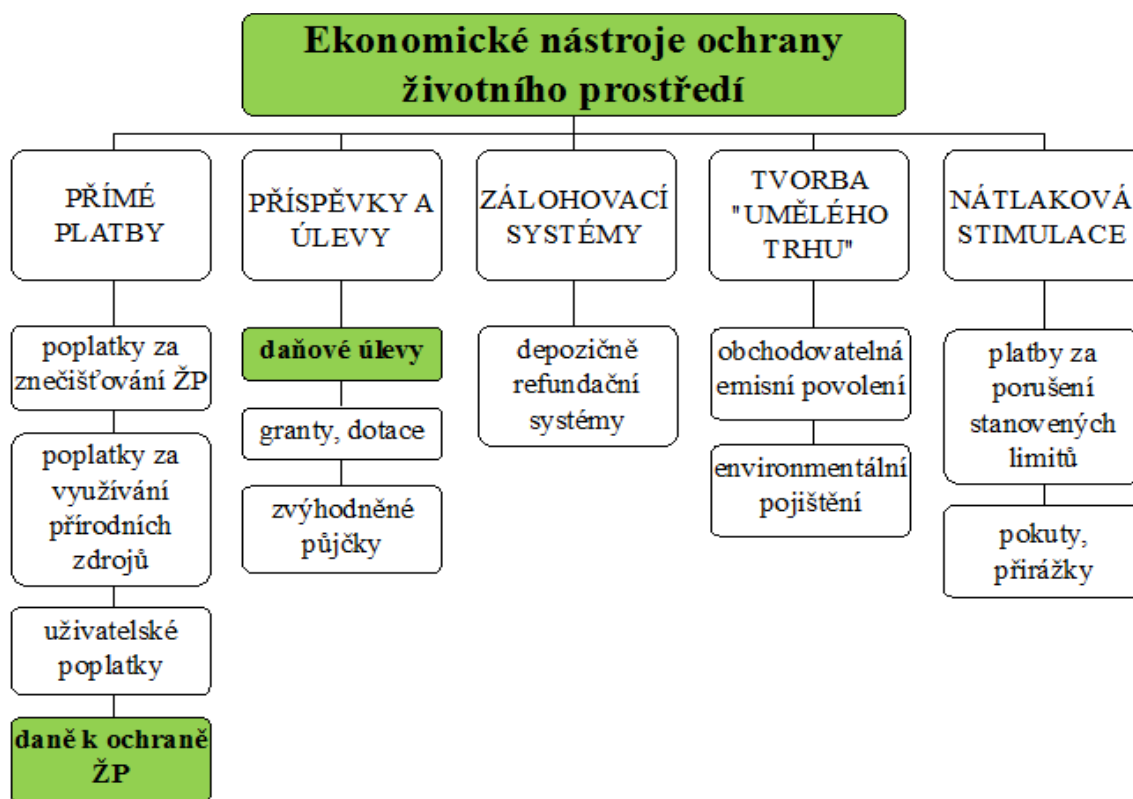 Ekonomické nástroje ochrany
životního prostředí
PŘÍMÉ
PLATBY
poplatky za
znečišťování ŽP
poplatky za
využívání
přírodních
zdrojů
uživatelské
poplatky
daně k ochraně
ŽP
PŘÍSPĚVKY A
ÚLEVY
daňové úlevy
granty, dotace
zvýhodněné
půjčky
ZÁLOHOVACÍ
SYSTÉMY
depozičně
refundační
systémy
TVORBA
"UMĚLÉHO
TRHU"
obchodovatelná
emisní povolení
environmentální
pojištění
NÁTLAKOVÁ
STIMULACE
platby za
porušení
stanovených
limitů
pokuty,
přirážky